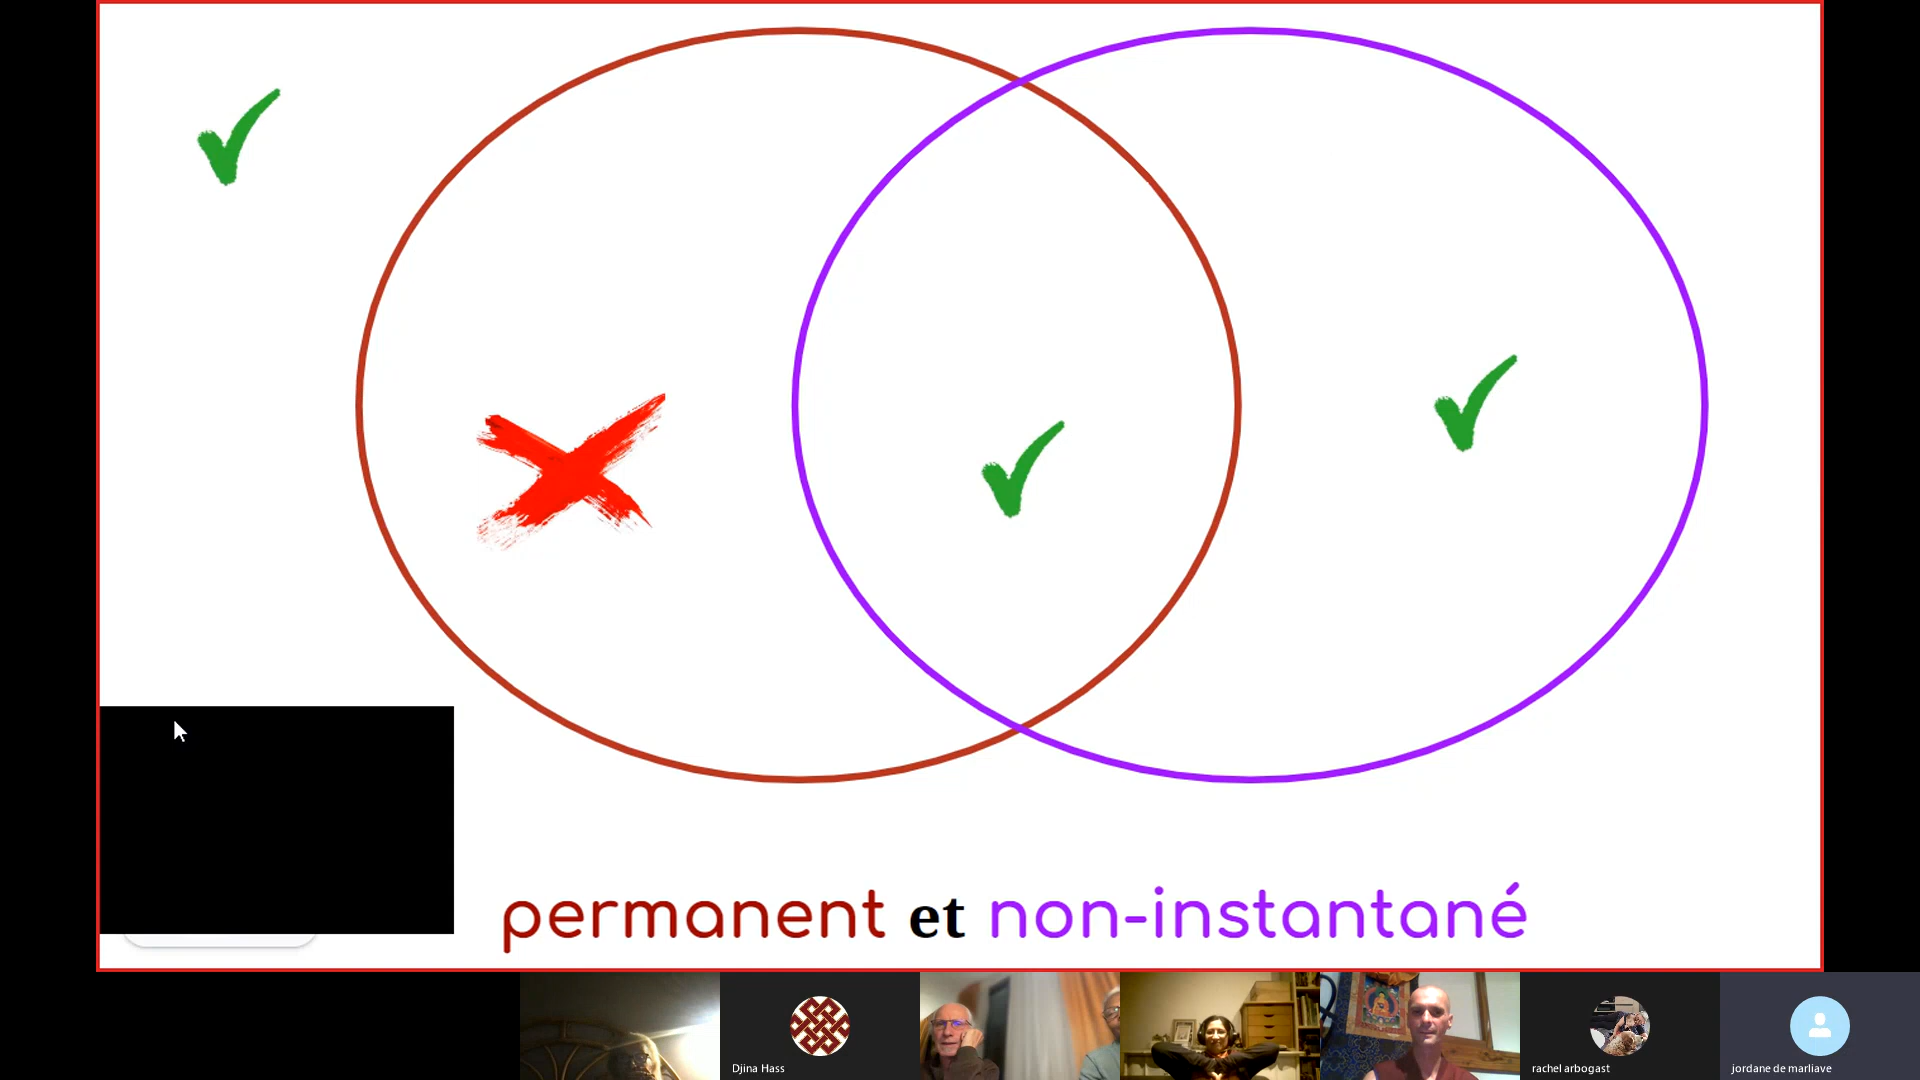 permanent et non-instantané
Djina Hass
rachel arbogast
jordane de marliave